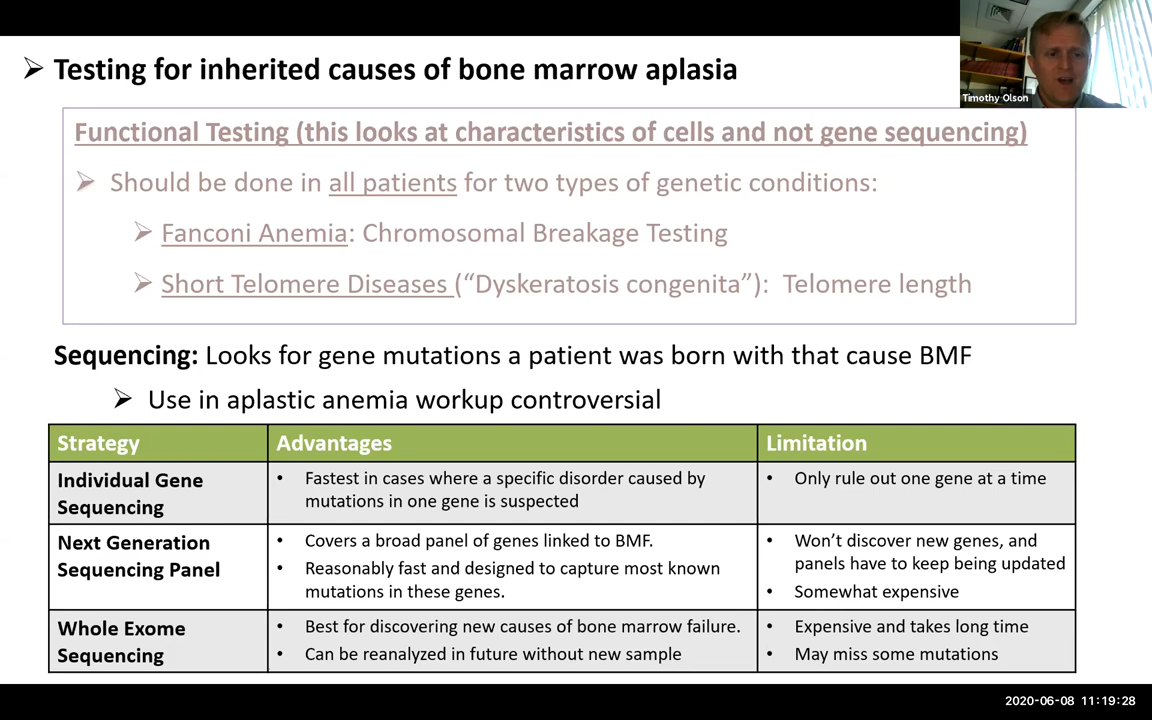 ➢ Testing for inherited causes of bone marrow aplasia
Timothy Olson
Functional Testing (this looks at characteristics of cells and not gene sequencing)
➢ Should be done in all patients for two types of genetic conditions:
➢ Fanconi Anemia: Chromosomal Breakage Testing
➢ Short Telomere Diseases (“Dyskeratosis congenita”): Telomere length
Sequencing: Looks for gene mutations a patient was born with that cause BMF
➢ Use in aplastic anemia workup controversial
Strategy
Advantages
Limitation
Individual Gene
Sequencing
• Fastest in cases where a specific disorder caused by
mutations in one gene is suspected
• Only rule out one gene at a time
Next Generation
Sequencing Panel
• Covers a broad panel of genes linked to BMF.
• Reasonably fast and designed to capture most known
mutations in these genes.
• Won’t discover new genes, and
panels have to keep being updated
• Somewhat expensive
Whole Exome
Sequencing
• Best for discovering new causes of bone marrow failure.
• Can be reanalyzed in future without new sample
• Expensive and takes long time
• May miss some mutations
2020-06-08 11:19:28